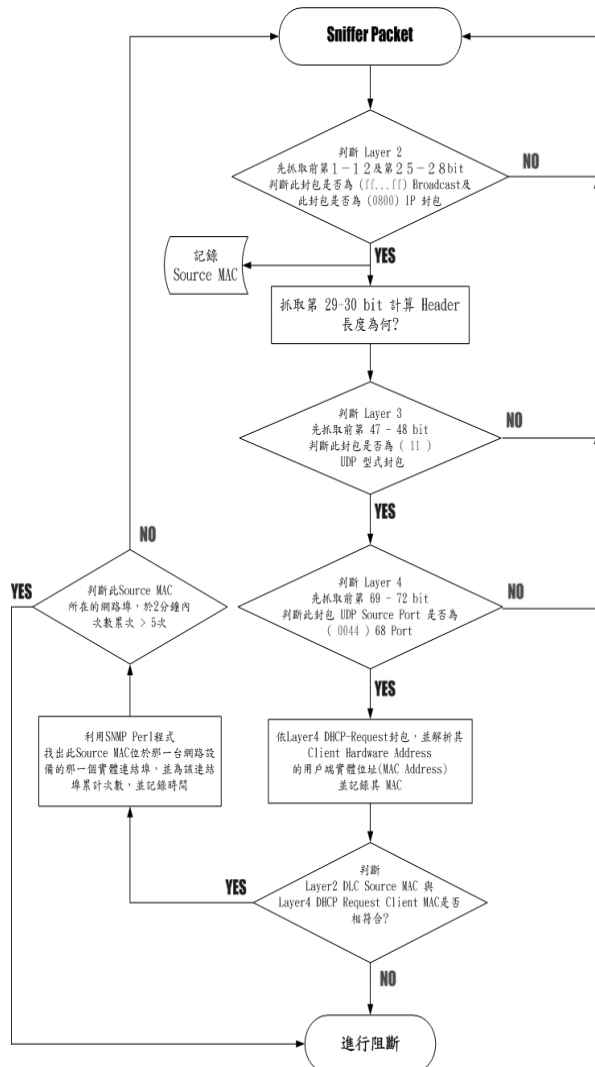 Sniffer Packet
判斷 Layer 2
先抓取前第1-12及第25-28bit
判斷此封包是否為 (ff...ff) Broadcast及
此封包是否為 (0800) IP 封包
NO
YES
記錄
Source MAC
抓取第 29-30 bit 計算 Header
長度為何?
判斷 Layer 3
先抓取前第 47 - 48 bit
判斷此封包是否為 ( 11 )
UDP 型式封包
NO
YES
判斷 Layer 4
先抓取前第 69 - 72 bit
判斷此封包 UDP Source Port 是否為
( 0044 ) 68 Port
NO
YES
依Layer4 DHCP-Request封包，並解析其
Client Hardware Address
的用戶端實體位址(MAC Address)
並記錄其 MAC
判斷
Layer2 DLC Source MAC 與
Layer4 DHCP Request Client MAC是否
相符合?
YES
NO
利用SNMP Perl程式
找出此Source MAC位於那一台網路設
備的那一個實體連結埠，並為該連結
埠累計次數，並記錄時間
判斷此Source MAC
所在的網路埠，於2分鐘內
次數累次 > 5次
NO
YES
進行阻斷